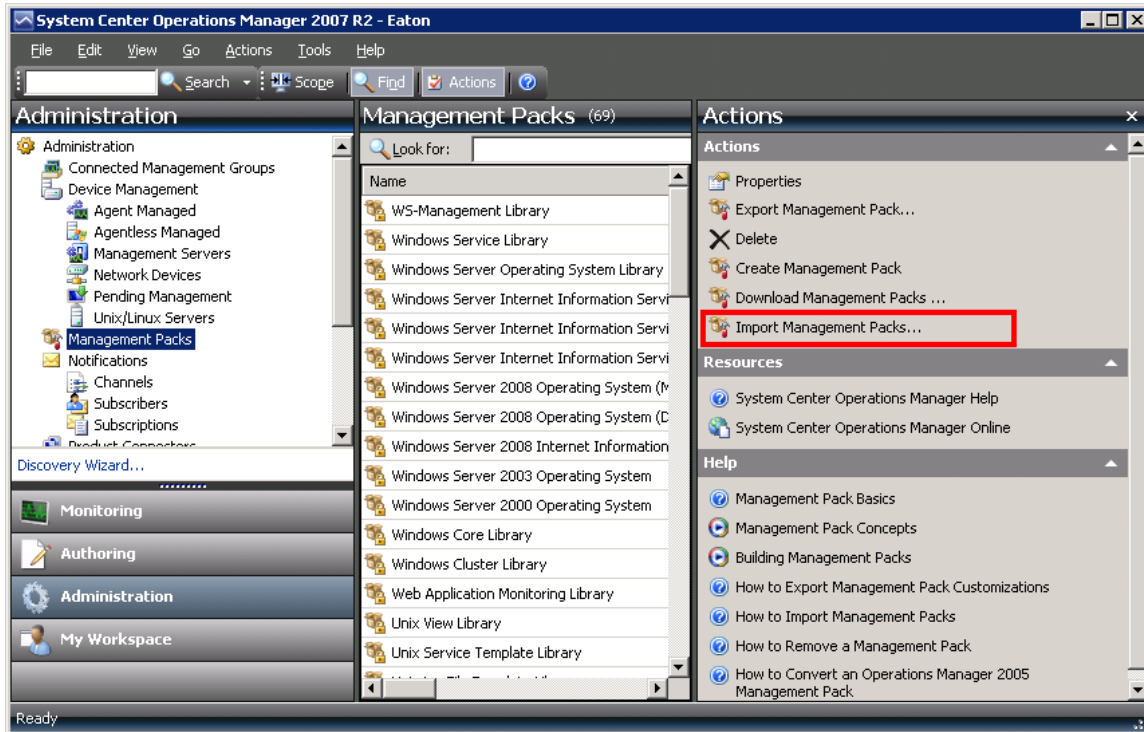 System Center Operations Manager 2007 R2 - Eaton
File Edit View Go Actions Tools Help
Search Scope Find Actions
Administration
Administration
Connected Management Groups
Device Management
Agent Managed
Agentless Managed
Management Servers
Network Devices
Pending Management
Unix/Linux Servers
Management Packs
Notifications
Channels
Subscribers
Subscriptions
Product Connectors
Discovery Wizard...
Monitoring
Authoring
Administration
My Workspace
Management Packs (69)
Look for:
Name
WS-Management Library
Windows Service Library
Windows Server Operating System Library
Windows Server Internet Information Servi
Windows Server Internet Information Servi
Windows Server Internet Information Servi
Windows Server 2008 Operating System (M
Windows Server 2008 Operating System (D
Windows Server 2008 Internet Information
Windows Server 2003 Operating System
Windows Server 2000 Operating System
Windows Core Library
Windows Cluster Library
Web Application Monitoring Library
Unix View Library
Unix Service Template Library
Actions
Actions
Properties
Export Management Pack...
Delete
Create Management Pack
Download Management Packs ...
Import Management Packs...
Resources
System Center Operations Manager Help
System Center Operations Manager Online
Help
Management Pack Basics
Management Pack Concepts
Building Management Packs
How to Export Management Pack Customizations
How to Import Management Packs
How to Remove a Management Pack
How to Convert an Operations Manager 2005
Management Pack
Ready